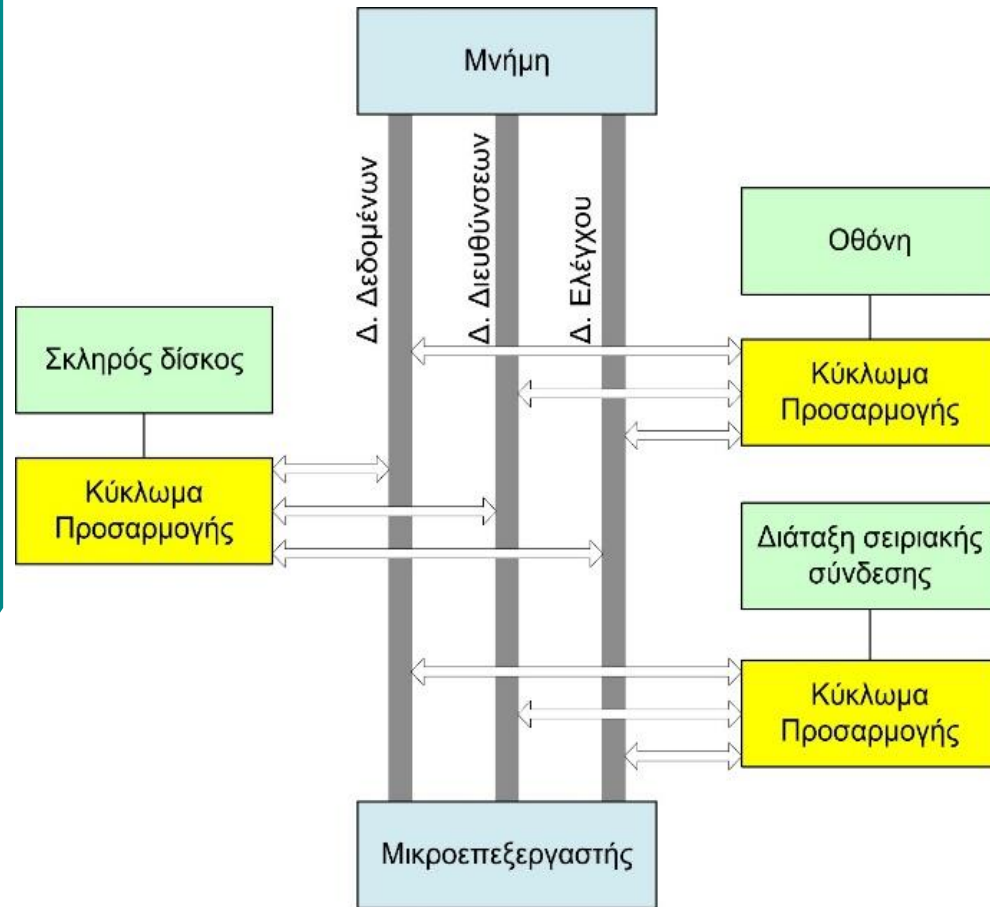 Μνήμη
Δ. Δεδομένων
Δ. Διευθύνσεων
Δ. Ελέγχου
Οθόνη
Κύκλωμα
Προσαρμογής
Σκληρός δίσκος
Κύκλωμα
Προσαρμογής
Διάταξη σειριακής
σύνδεσης
Κύκλωμα
Προσαρμογής
Μικροεπεξεργαστής